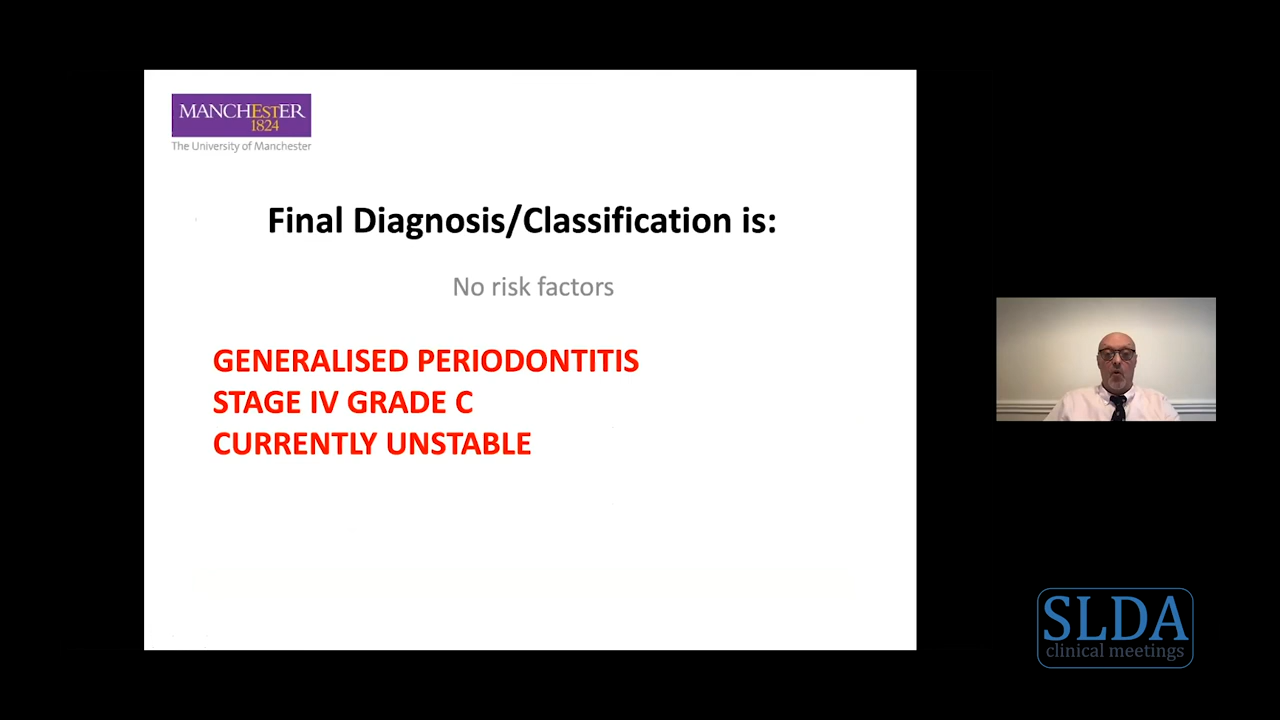 MANCHESTER
1824
The University of Manchester
Final Diagnosis/Classification is:
No risk factors
GENERALISED PERIODONTITIS
STAGE IV GRADE C
CURRENTLY UNSTABLE
SLDA
clinical meetings